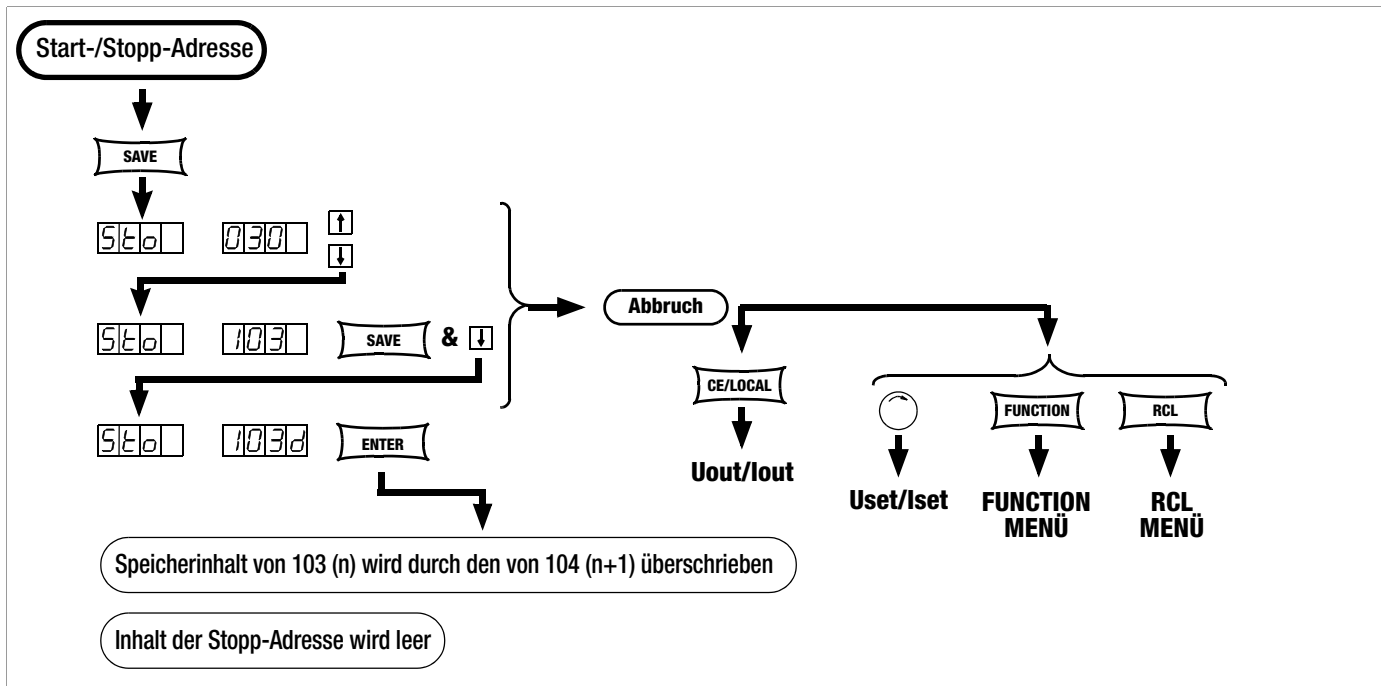 Start-/Stopp-Adresse
SAVE
Sto 030 ↑
↓
Sto 103 SAVE & ↓
Sto 103d ENTER
Abbruch
CE/LOCAL
FUNCTION
RCL
Uout/Iout
Uset/Iset
FUNCTION
MENÜ
RCL
MENÜ
Speicherinhalt von 103 (n) wird durch den von 104 (n+1) überschrieben
Inhalt der Stopp-Adresse wird leer